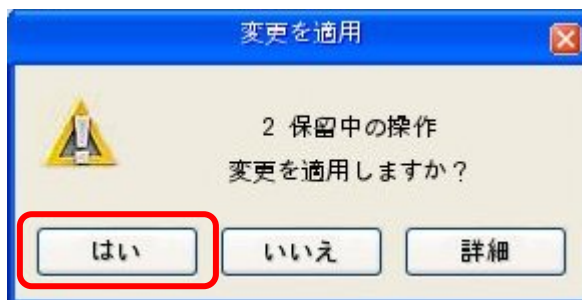 変更を適用
2 保留中の操作
変更を適用しますか？
はい
いいえ
詳細